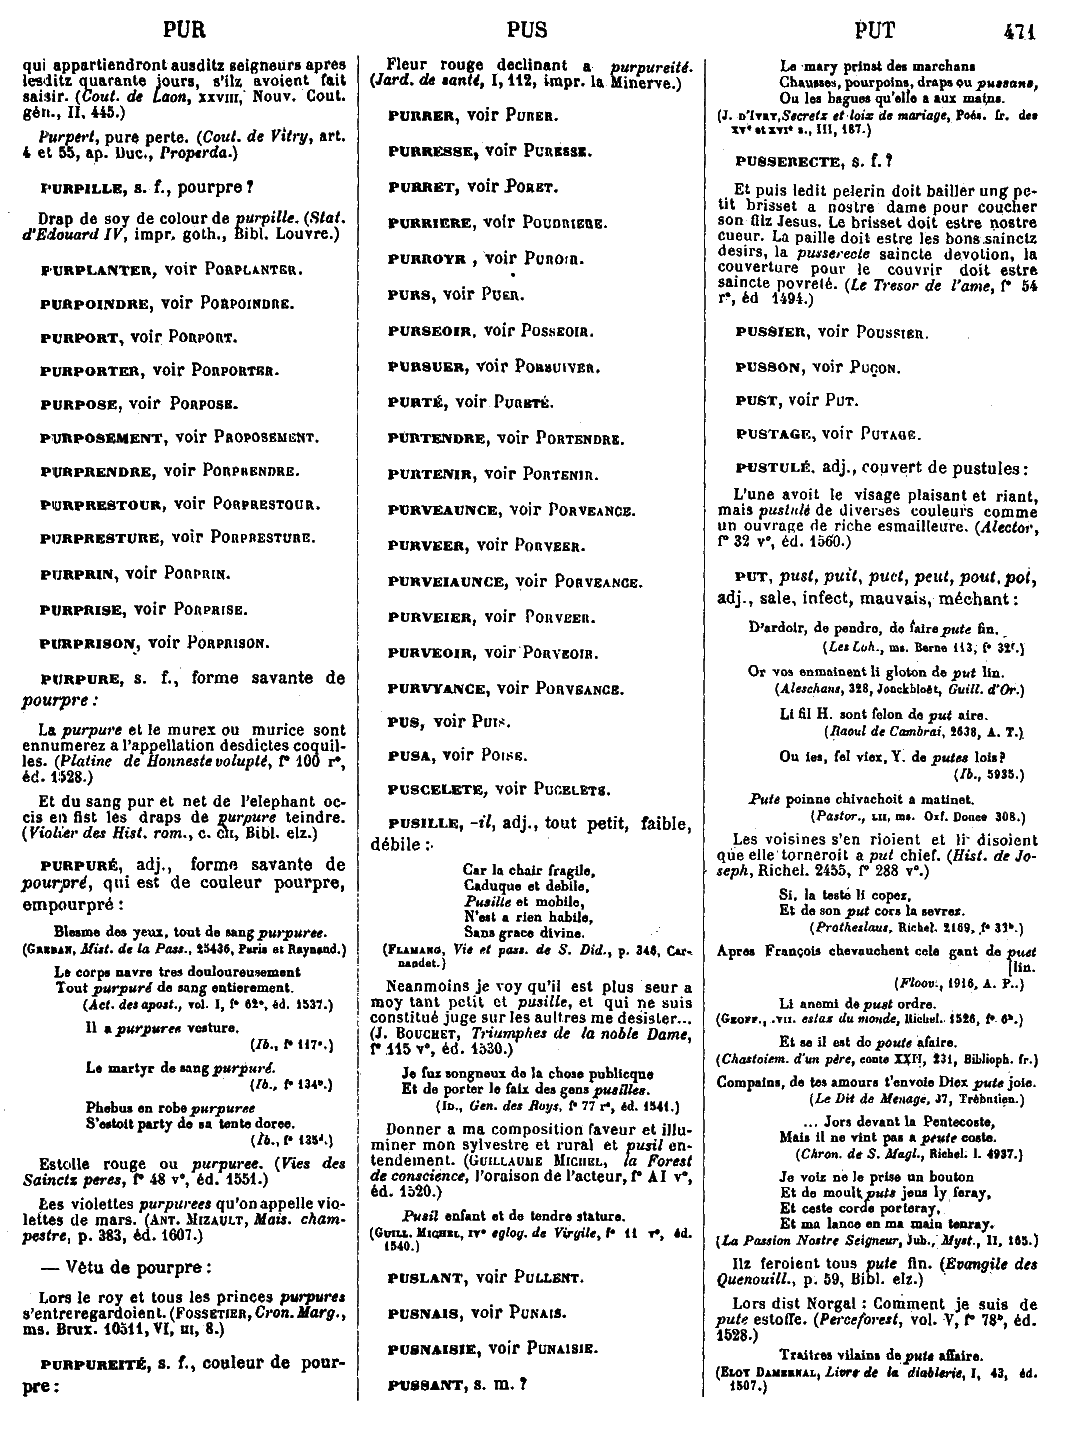 PUR PUS PUT 471
qui appartiendront ausditz seigneurs apres
lesditz quarante jours, s'ilz avoient fait
saisir. (Cout. de Laon, XXVIII, Nouv. Cout.
gén., II, 445.)
Purpert, pure perte. (Cout. de Vitry, art.
4 et 55, ap. Duc., Properda.)
PURPILLE, s. f., pourpre ?
Drap de soy de colour de purpille. (Stat.
d'Edouard IV, impr. goth., Bibl. Louvre.)
PURPLANTER, voir PORPLANTER.
PURPOINDRE, voir PORPOINDRE.
PURPORT, voir PORPORT.
PURPORTER, voir PORPORTER.
PURPOSE, voir PORPOSE.
PURPOSEMENT, voir PROPOSEMENT.
PURPRENDRE, voir PORPRENDRE.
PURPRESTOUR, voir PORPRESTOUR.
PURPRESTURE, voir PORPRESTURE.
PURPRIN, voir PORPRIN.
PURPRISE, voir PORPRISE.
PURPRISON, voir PORPRISON.
PURPURE, s. f., forme savante de
pourpre :
La purpure et le murex ou murice sont
ennumerez a l'appellation desdictes coquil-
les. (Platine de Honneste volupté, f° 100 r°,
éd. 1528.)
Et du sang pur et net de l'elephant oc-
cis en fist les draps de purpure teindre.
(Violier des Hist. rom., c. CII, Bibl. elz.)
PURPURÉ, adj., forme savante de
pourpré, qui est de couleur pourpre,
empourpré :
Blesme des yeux, tout de sang purpuree.
(GREBAN, Mist. de la Pass., 25436, Paris et Raynaud.)
Le corps navre tres douloureusement
Tout purpuré de sang entierement.
(Act. des apost., vol. I, f° 62ᵃ, éd. 1537.)
Il a purpuree vesture.
(Ib., f° 117ᵃ.)
Le martyr de sang purpuré.
(Ib., f° 134ᵇ.)
Phebus en robe purpuree
S'estoit party de sa tente doree.
(Ib., f° 135ᵈ.)
Estolle rouge ou purpuree. (Vies des
Sainctz peres, f° 48 v°, éd. 1551.)
Les violettes purpurees qu'on appelle vio-
lettes de mars. (ANT. MIZAULT, Mais. cham-
pestre, p. 383, éd. 1607.)
— Vêtu de pourpre :
Lors le roy et tous les princes purpures
s'entreregardoient. (FOSSETIER, Cron. Marg.,
ms. Brux. 10511, VI, III, 8.)
PURPUREITÉ, s. f., couleur de pour-
pre :
Fleur rouge declinant a purpureité.
(Jard. de santé, I, 112, impr. la Minerve.)
PURRER, voir PURER.
PURRESSE, voir PURESSE.
PURRET, voir PORET.
PURRIERE, voir POUDRIERE.
PURROYR , voir PUROIR.
PURS, voir PUER.
PURSEOIR, voir POSSEOIR.
PURSUER, voir PORSUIVER.
PURTÉ, voir PURETÉ.
PURTENDRE, voir PORTENDRE.
PURTENIR, voir PORTENIR.
PURVEAUNCE, voir PORVEANCE.
PURVEER, voir PORVEER.
PURVEIAUNCE, voir PORVEANCE.
PURVEIER, voir PORVEER.
PURVEOIR, voir PORVEOIR.
PURVYANCE, voir PORVEANCE.
PUS, voir PUIS.
PUSA, voir POISE.
PUSCELETE, voir PUCELETE.
PUSILLE, -il, adj., tout petit, faible,
débile :
Car la chair fragile,
Caduque et debile,
Pusille et mobile,
N'est a rien habile,
Sans grace divine.
(FLAMANG, Vie et pass. de S. Did., p. 346, Car-
nandet.)
Neanmoins je voy qu'il est plus seur a
moy tant petit et pusille, et qui ne suis
constitué juge sur les aultres me desister...
(J. BOUCHET, Triumphes de la noble Dame,
f° 115 v°, éd. 1530.)
Je fuz songneux de la chose publicque
Et de porter le faix des gens pusilles.
(ID., Gen. des Roys, f° 77 r°, éd. 1541.)
Donner a ma composition faveur et illu-
miner mon sylvestre et rural et pusil en-
tendement. (GUILLAUME MICHEL, la Forest
de conscience, l'oraison de l'acteur, f° AI v°,
éd. 1520.)
Pusil enfant et de tendre stature.
(GUILL. MICHEL, IVᵉ eglog. de Virgile, f° 11 r°, éd.
1540.)
PUSLANT, voir PULLENT.
PUSNAIS, voir PUNAIS.
PUSNAISIE, voir PUNAISIE.
PUSSANT, s. m. ?
Le mary prinst des marchans
Chausses, pourpoins, draps ou pussans,
Ou les bagues qu'elle a aux mains.
(J. D'IVRY, Secretz et loix de mariage, Poés. fr. des
XVᵉ et XVIᵉ s., III, 187.)
PUSSERECTE, s. f. ?
Et puis ledit pelerin doit bailler ung pe-
tit brisset a nostre dame pour coucher
son filz Jesus. Le brisset doit estre nostre
cueur. La paille doit estre les bons sainctz
desirs, la pusserecte saincte devotion, la
couverture pour le couvrir doit estre
saincte povreté. (Le Tresor de l'ame, f° 54
r°, éd 1494.)
PUSSIER, voir POUSSIER.
PUSSON, voir PUÇON.
PUST, voir PUT.
PUSTAGE, voir PUTAGE.
PUSTULÉ, adj., couvert de pustules :
L'une avoit le visage plaisant et riant,
mais pustulé de diverses couleurs comme
un ouvrage de riche esmailleure. (Alector,
f° 32 v°, éd. 1560.)
PUT, pust, puit, puct, peut, pout, pot,
adj., sale, infect, mauvais, méchant :
D'ardoir, de pendre, de faire pute fin.
(Les Loh., ms. Berne 113, f° 32ᶠ.)
Or vos enmainent li gloton de put lin.
(Aleschans, 328, Jonckbloët, Guill. d'Or.)
Li fil H. sont felon de put aire.
(Raoul de Cambrai, 2638, A. T.)
Ou ies, fel viex, Y. de putes lois?
(Ib., 5935.)
Pute poinne chivachoit a matinet.
(Pastor., LII, ms. Oxf. Douce 308.)
Les voisines s'en rioient et li disoient
que elle torneroit a put chief. (Hist. de Jo-
seph, Richel. 2455, f° 288 v°.)
Si, la testé li copez,
Et de son put cors la sevrez.
(Protheslaus, Richel. 2169, f° 33ᵇ.)
Apres François chevauchent cele gant de put
[lin.
(Floov., 1916, A. P..)
Li anemi de pust ordre.
(GEOFF., .VII. estaz du monde, Richel. 1526, f° 6ᵇ.)
Et se il est do poute afaire.
(Chastoiem. d'un père, conte XXII, 231, Biblioph. fr.)
Compains, de tes amours t'envoie Diex pute joie.
(Le Dit de Menage, 37, Trébutien.)
... Jors devant la Pentecoste,
Mais il ne vint pas a peute coste.
(Chron. de S. Magl., Richel. l. 4937.)
Je voiz ne le prise un bouton
Et de moult puts jeus ly feray,
Et ceste corde porteray,
Et ma lance en ma main tenray.
(La Passion Nostre Seigneur, Jub., Myst., II, 165.)
Ilz feroient tous pute fin. (Evangile des
Quenouill., p. 59, Bibl. elz.)
Lors dist Norgal : Comment je suis de
pute estoffe. (Perceforest, vol. V, f° 78ᵇ, éd.
1528.)
Traitres vilains de pute affaire.
(ELOY DAMERNAL, Livre de la diablerie, I, 43, éd.
1507.)